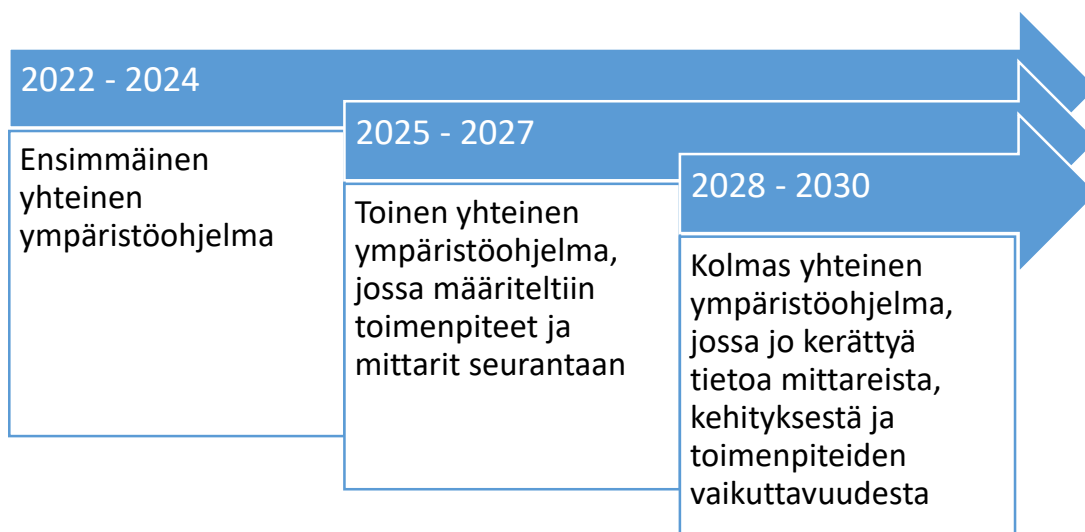 2022 - 2024
Ensimmäinen
yhteinen
ympäristöohjelma
2025 - 2027
Toinen yhteinen
ympäristöohjelma,
jossa määriteltiin
toimenpiteet ja
mittarit seurantaan
2028 - 2030
Kolmas yhteinen
ympäristöohjelma,
jossa jo kerättyä
tietoa mittareista,
kehityksestä ja
toimenpiteiden
vaikuttavuudesta